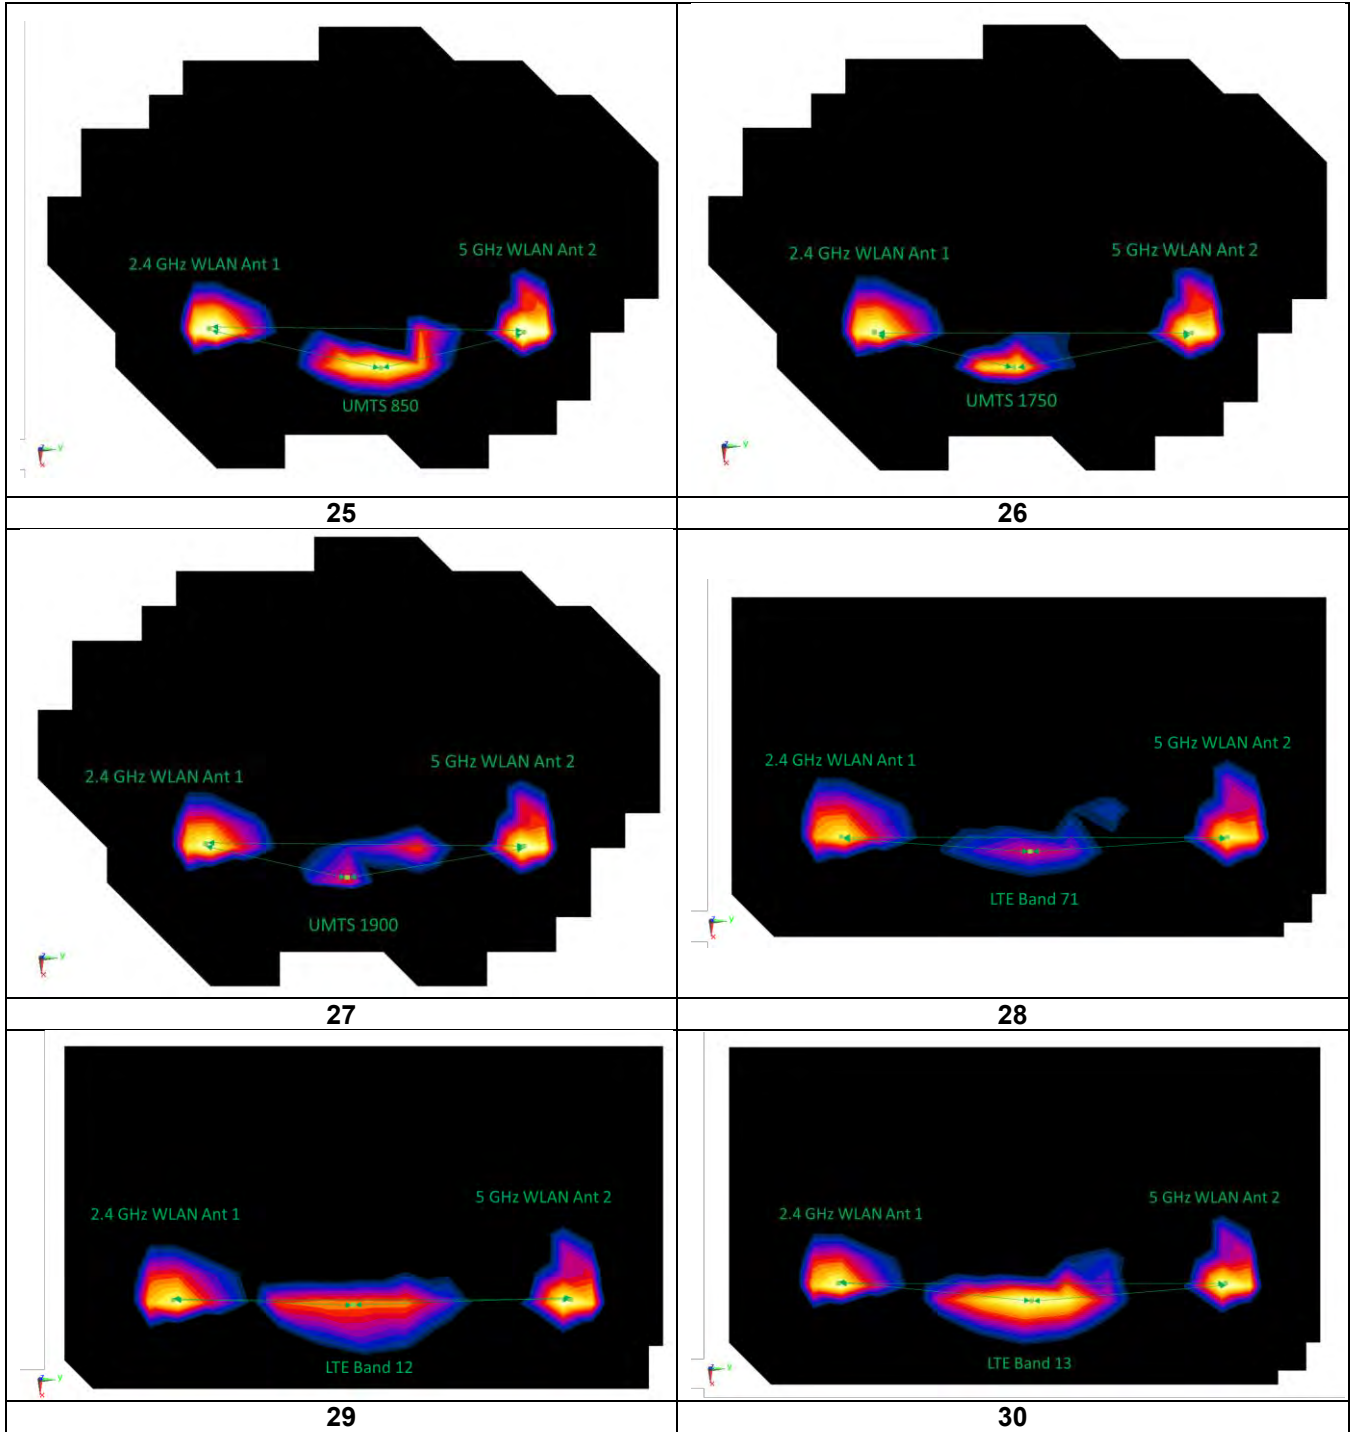 5 GHz WLAN Ant 2
2.4 GHz WLAN Ant 1
UMTS 850
z y
x
25
5 GHz WLAN Ant 2
2.4 GHz WLAN Ant 1
UMTS 1750
z y
x
26
5 GHz WLAN Ant 2
2.4 GHz WLAN Ant 1
UMTS 1900
z y
x
27
5 GHz WLAN Ant 2
2.4 GHz WLAN Ant 1
LTE Band 71
z y
x
28
5 GHz WLAN Ant 2
2.4 GHz WLAN Ant 1
LTE Band 12
z y
x
29
5 GHz WLAN Ant 2
2.4 GHz WLAN Ant 1
LTE Band 13
z y
x
30